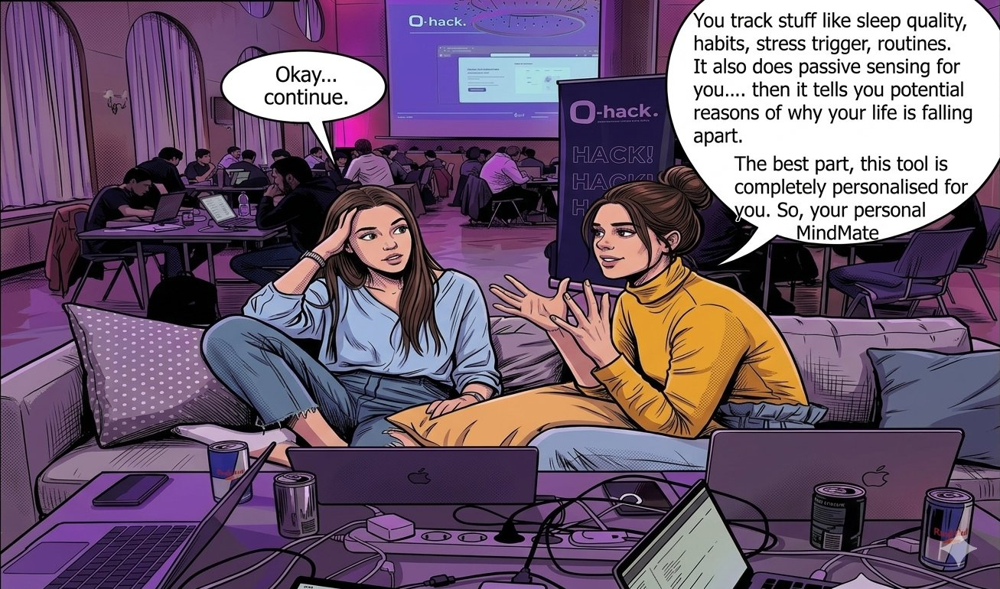 O-hack.
Okay...
continue.
You track stuff like sleep quality,
habits, stress trigger, routines.
It also does passive sensing for
you.... then it tells you potential
reasons of why your life is falling
apart.
The best part, this tool is
completely personalised for
you. So, your personal
MindMate
O-hack.
HACK!
HACK!